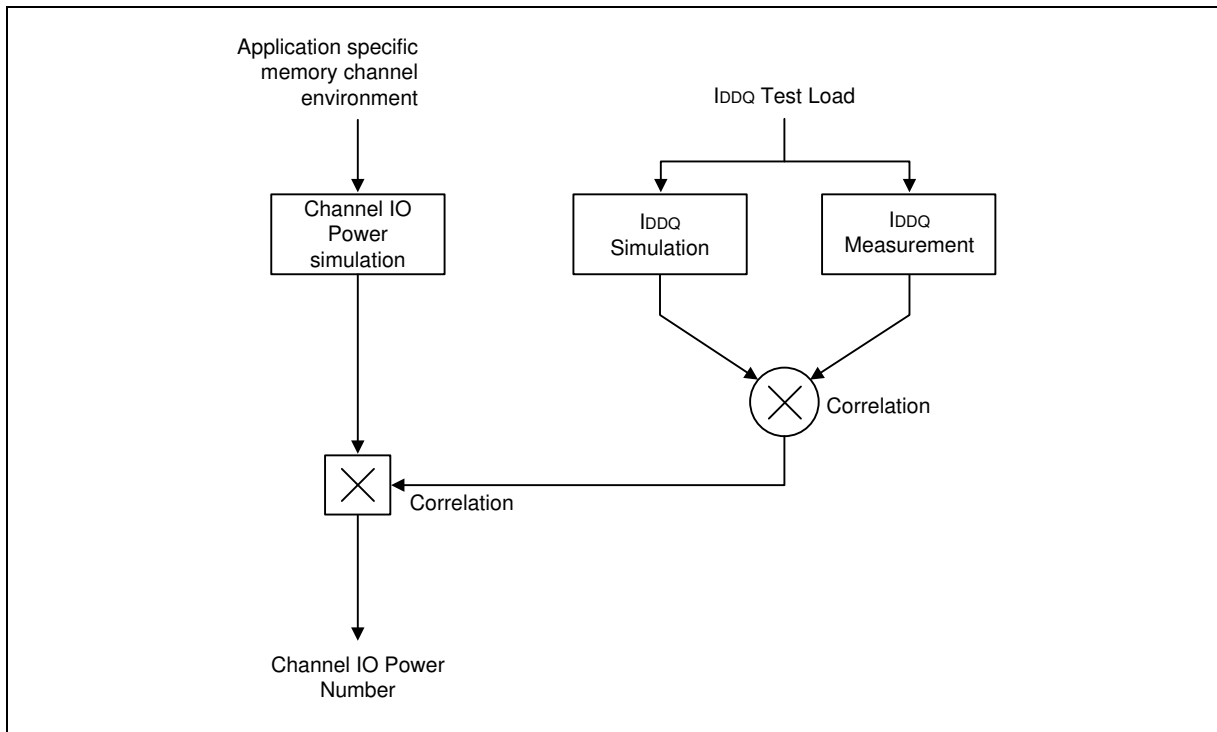 Application specific
memory channel
environment
IDDQ Test Load
Channel IO
Power
simulation
IDDQ
Simulation
IDDQ
Measurement
Correlation
Correlation
Channel IO Power
Number